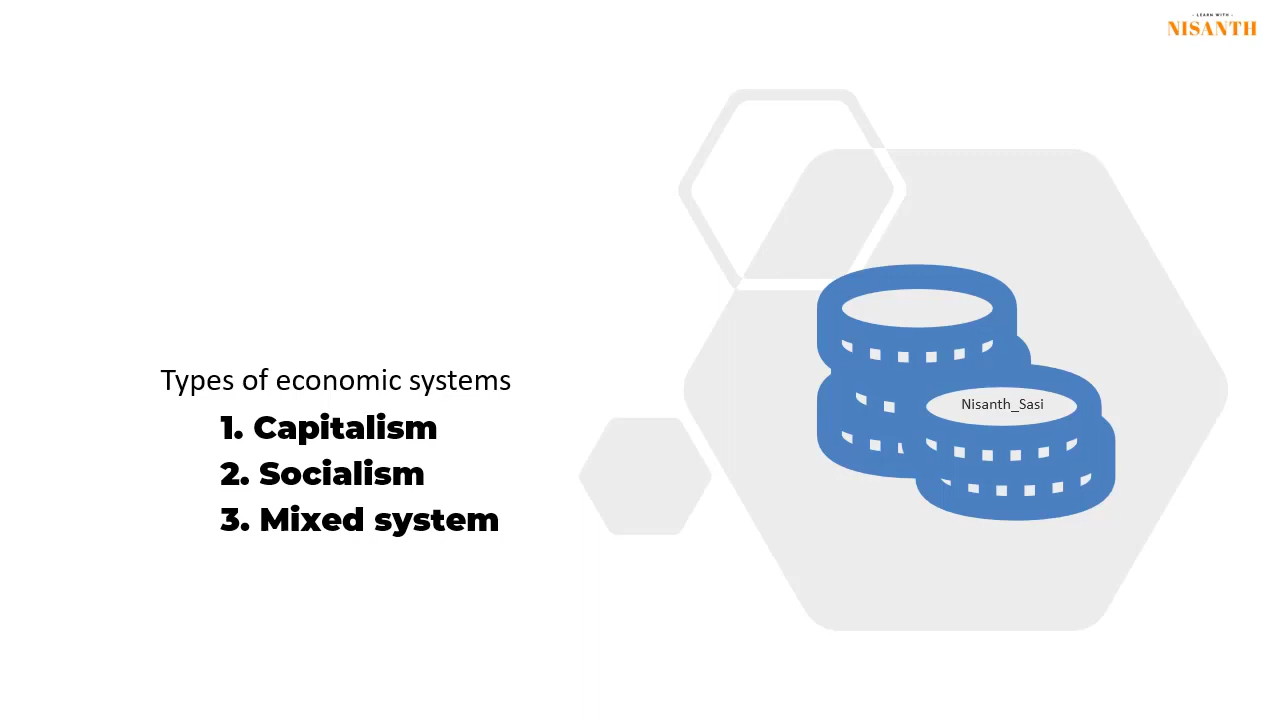 - LEARN WITH -
NISANTH
Types of economic systems
1. Capitalism
2. Socialism
3. Mixed system
Nisanth_Sasi